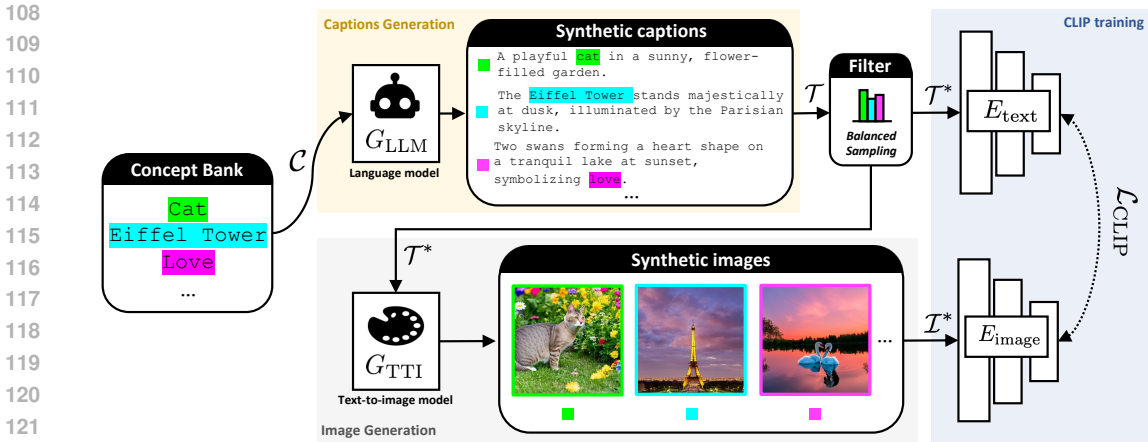 108
109
110
111
112
113
114
115
116
117
118
119
120
121
Captions Generation
CLIP training
Synthetic captions
A playful cat in a sunny, flower-
filled garden.
The Eiffel Tower stands majestically
at dusk, illuminated by the Parisian
skyline.
Two swans forming a heart shape on
a tranquil lake at sunset,
symbolizing love.
...
G_LLM
Language model
Concept Bank
Cat
Eiffel Tower
Love
...
𝒞
𝒯
Filter
Balanced
Sampling
𝒯*
E_text
ℒ_CLIP
𝒯*
G_TTI
Text-to-image model
Image Generation
Synthetic images
...
ℐ*
E_image